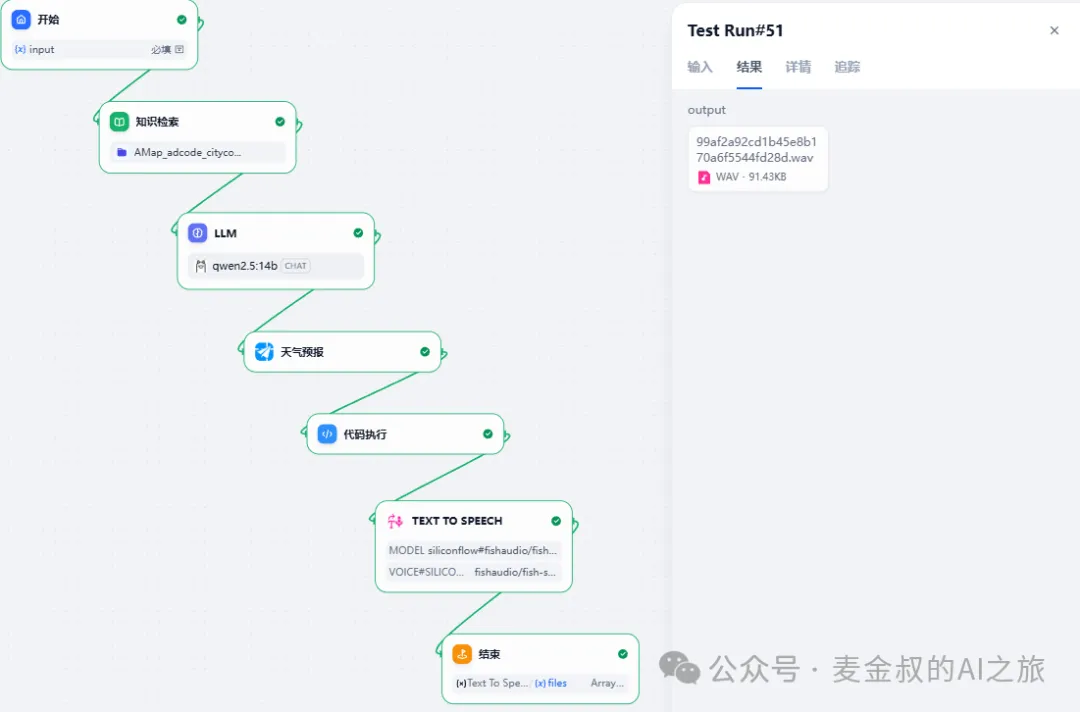 开始
{x} input 必填
知识检索
AMap_adcode_cityco...
LLM
qwen2.5:14b CHAT
天气预报
代码执行
TEXT TO SPEECH
MODEL siliconflow#fishaudio/fish...
VOICE#SILICO... fishaudio/fish-s...
结束
{×}Text To Spe... {x} files Array...
Test Run#51
输入 结果 详情 追踪
output
99af2a92cd1b45e8b1
70a6f5544fd28d.wav
WAV · 91.43KB
公众号 · 麦金叔的AI之旅